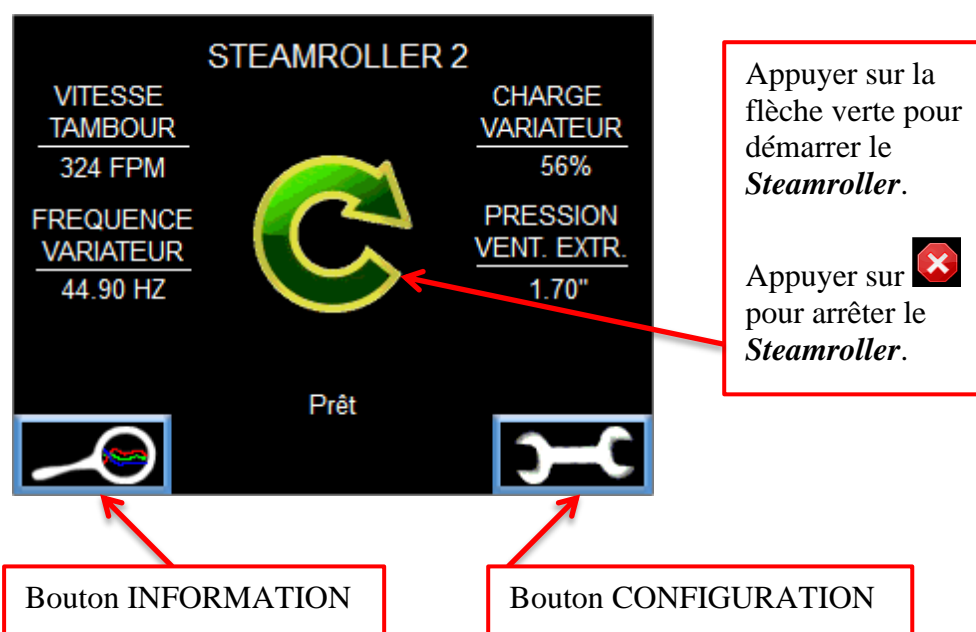 STEAMROLLER 2
VITESSE
TAMBOUR
324 FPM
FREQUENCE
VARIATEUR
44.90 HZ
CHARGE
VARIATEUR
56%
PRESSION
VENT. EXTR.
1.70"
Prêt
Appuyer sur la
flèche verte pour
démarrer le
Steamroller.
Appuyer sur
pour arrêter le
Steamroller.
Bouton INFORMATION
Bouton CONFIGURATION